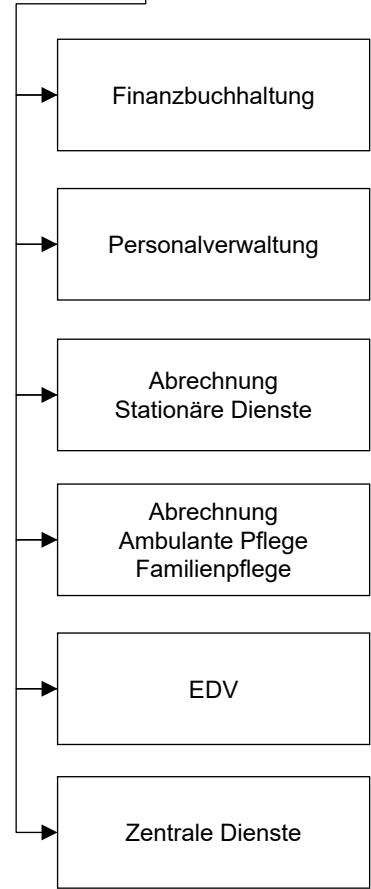 Finanzbuchhaltung
Personalverwaltung
Abrechnung
Stationäre Dienste
Abrechnung
Ambulante Pflege
Familienpflege
EDV
Zentrale Dienste